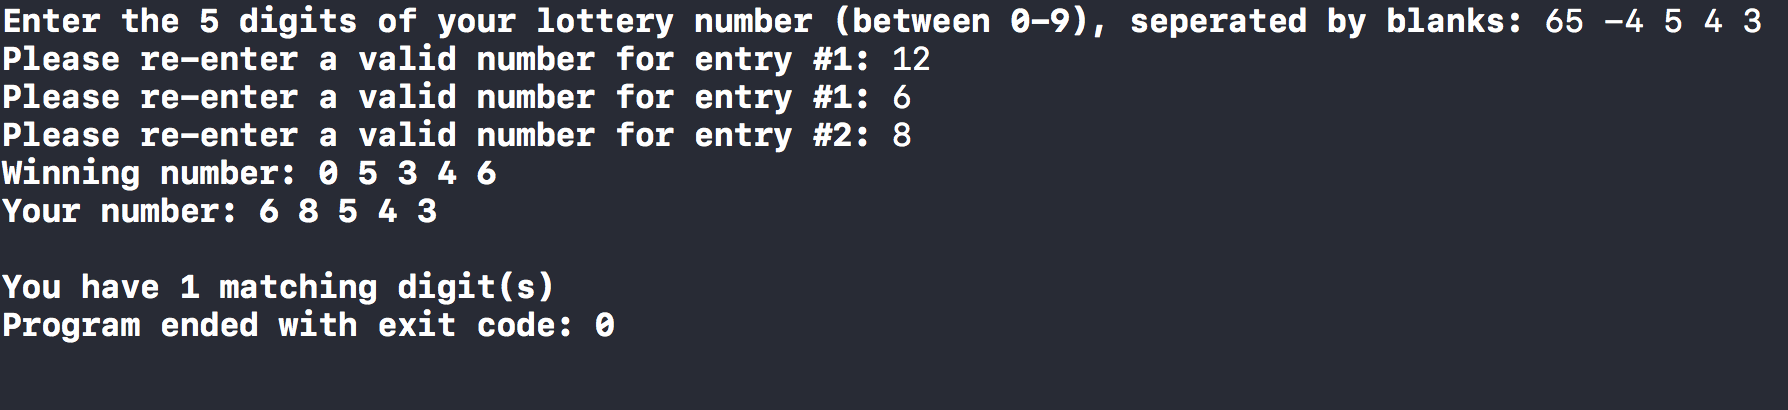 Enter the 5 digits of your lottery number (between 0-9), seperated by blanks: 65 -4 5 4 3
Please re-enter a valid number for entry #1: 12
Please re-enter a valid number for entry #1: 6
Please re-enter a valid number for entry #2: 8
Winning number: 0 5 3 4 6
Your number: 6 8 5 4 3
You have 1 matching digit(s)
Program ended with exit code: 0